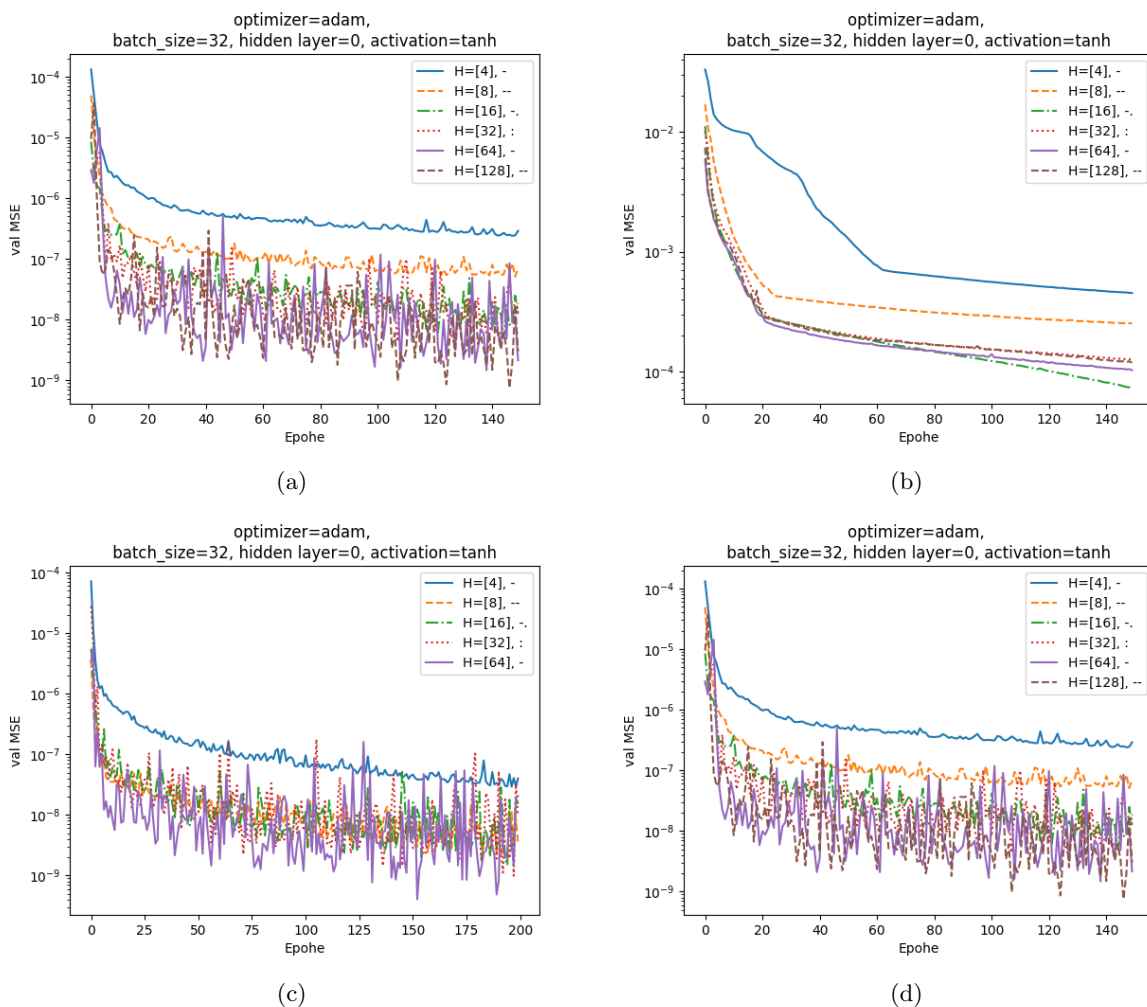 optimizer=adam,
batch_size=32, hidden layer=0, activation=tanh
val MSE
10⁻⁴
10⁻⁵
10⁻⁶
10⁻⁷
10⁻⁸
10⁻⁹
H=[4], -
H=[8], --
H=[16], -.
H=[32], :
H=[64], -
H=[128], --
0 20 40 60 80 100 120 140
Epohe
(a)
optimizer=adam,
batch_size=32, hidden layer=0, activation=tanh
val MSE
10⁻²
10⁻³
10⁻⁴
H=[4], -
H=[8], --
H=[16], -.
H=[32], :
H=[64], -
H=[128], --
0 20 40 60 80 100 120 140
Epohe
(b)
optimizer=adam,
batch_size=32, hidden layer=0, activation=tanh
val MSE
10⁻⁴
10⁻⁵
10⁻⁶
10⁻⁷
10⁻⁸
10⁻⁹
H=[4], -
H=[8], --
H=[16], -.
H=[32], :
H=[64], -
0 25 50 75 100 125 150 175 200
Epohe
(c)
optimizer=adam,
batch_size=32, hidden layer=0, activation=tanh
val MSE
10⁻⁴
10⁻⁵
10⁻⁶
10⁻⁷
10⁻⁸
10⁻⁹
H=[4], -
H=[8], --
H=[16], -.
H=[32], :
H=[64], -
H=[128], --
0 20 40 60 80 100 120 140
Epohe
(d)